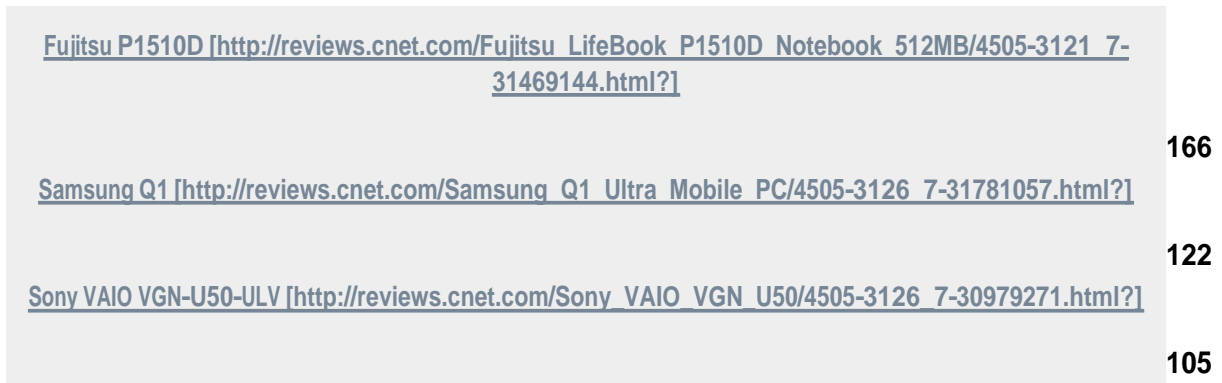 Fujitsu P1510D [http://reviews.cnet.com/Fujitsu_LifeBook_P1510D_Notebook_512MB/4505-3121_7-
31469144.html?]
166
Samsung Q1 [http://reviews.cnet.com/Samsung_Q1_Ultra_Mobile_PC/4505-3126_7-31781057.html?]
122
Sony VAIO VGN-U50-ULV [http://reviews.cnet.com/Sony_VAIO_VGN_U50/4505-3126_7-30979271.html?]
105